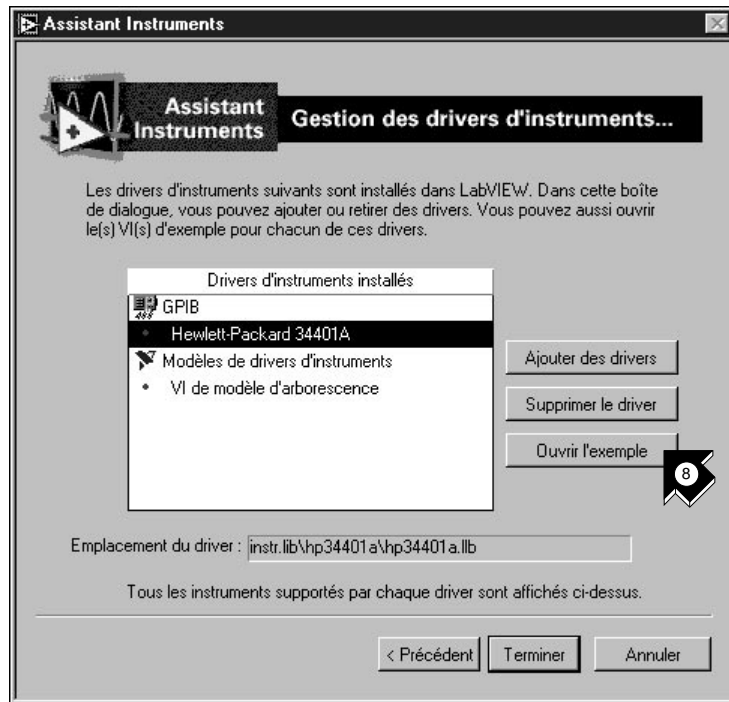 Assistant Instruments
Assistant
Instruments
Gestion des drivers d'instruments...
Les drivers d'instruments suivants sont installés dans LabVIEW. Dans cette boîte
de dialogue, vous pouvez ajouter ou retirer des drivers. Vous pouvez aussi ouvrir
le(s) VI(s) d'exemple pour chacun de ces drivers.
Drivers d'instruments installés
GPIB
Hewlett-Packard 34401A
Modèles de drivers d'instruments
VI de modèle d'arborescence
Ajouter des drivers
Supprimer le driver
Ouvrir l'exemple
8
Emplacement du driver : instr.lib\hp34401a\hp34401a.llb
Tous les instruments supportés par chaque driver sont affichés ci-dessus.
< Précédent Terminer Annuler